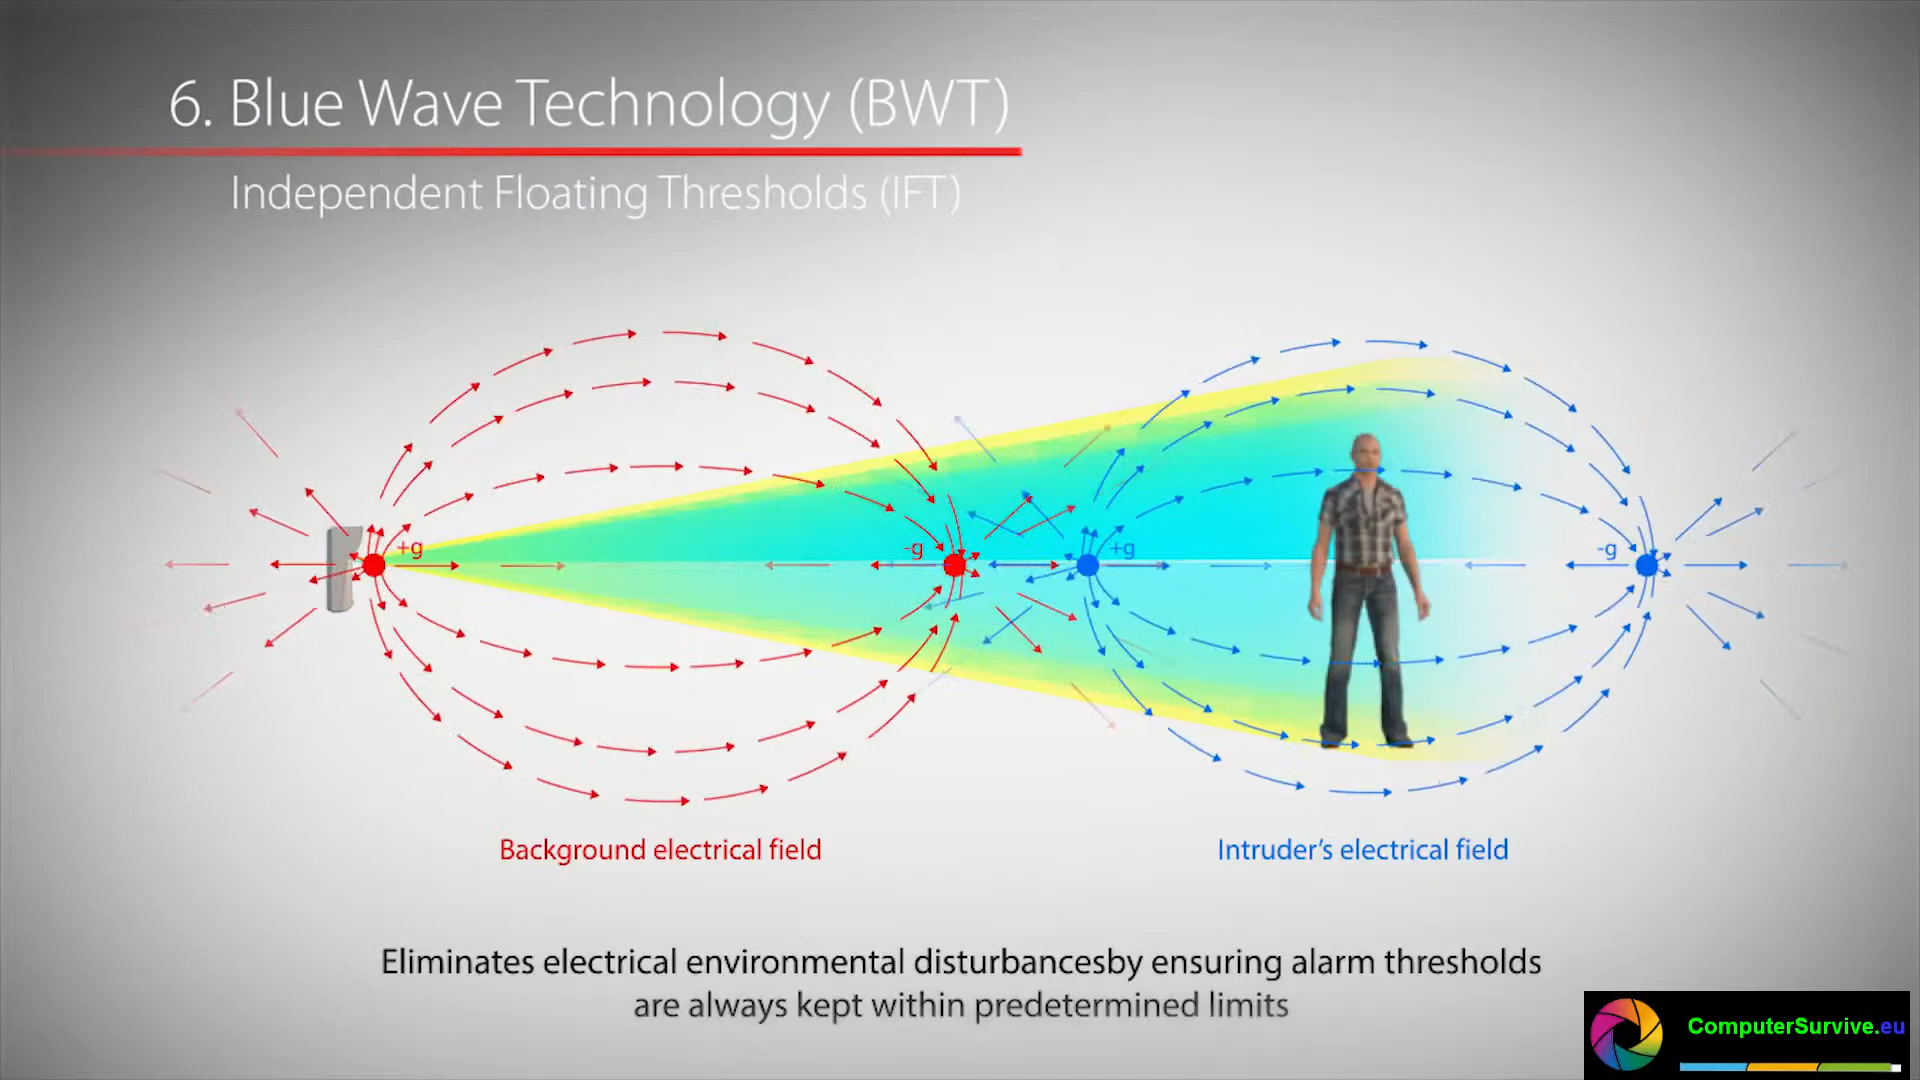 6. Blue Wave Technology (BWT)
Independent Floating Thresholds (IFT)
+g
-g
+g
-g
Background electrical field
Intruder’s electrical field
Eliminates electrical environmental disturbancesby ensuring alarm thresholds
are always kept within predetermined limits
ComputerSurvive.eu